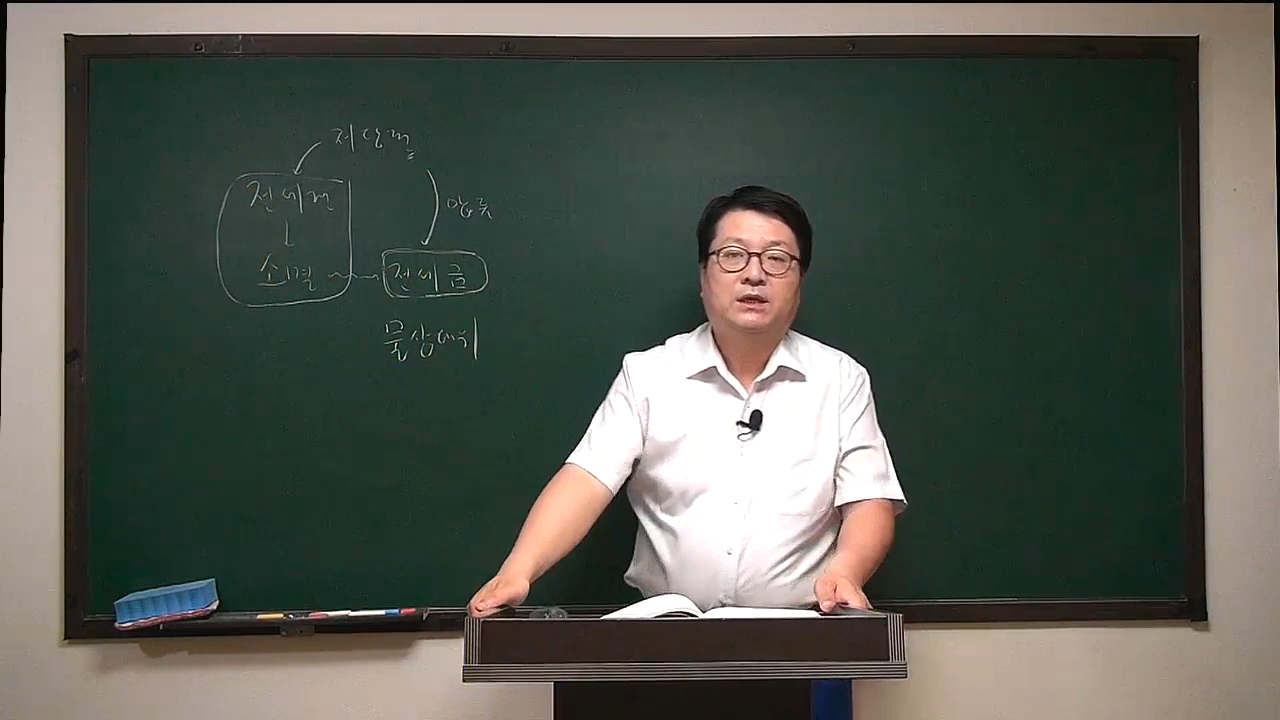 저당권
전세권
압류
소멸 전세금
물상대위